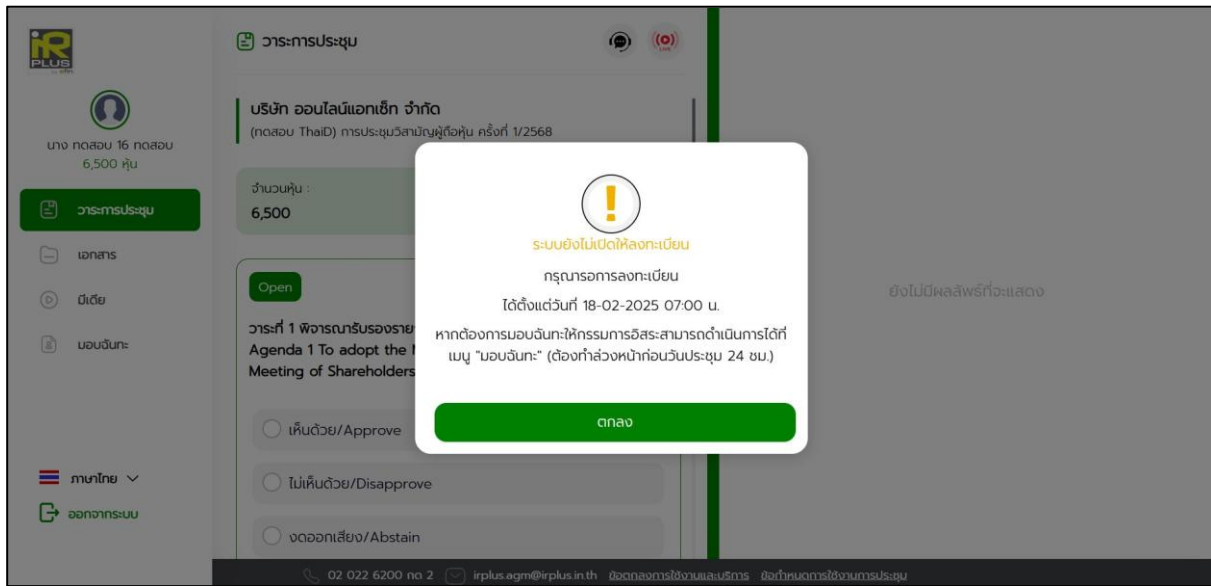 iR
PLUS
นาง ทดสอบ 16 ทดสอบ
6,500 หุ้น
วาระการประชุม
เอกสาร
มีเดีย
มอบฉันทะ
ภาษาไทย
ออกจากระบบ
วาระการประชุม
LIVE
บริษัท ออนไลน์แอทเซ็ท จำกัด
(ทดสอบ ThaiD) การประชุมวิสามัญผู้ถือหุ้น ครั้งที่ 1/2568
จำนวนหุ้น :
6,500
Open
วาระที่ 1 พิจารณารับรองราย
Agenda 1 To adopt the
Meeting of Shareholders
เห็นด้วย/Approve
ไม่เห็นด้วย/Disapprove
งดออกเสียง/Abstain
!
ระบบยังไม่เปิดให้ลงทะเบียน
กรุณารอการลงทะเบียน
ได้ตั้งแต่วันที่ 18-02-2025 07:00 น.
หากต้องการมอบฉันทะให้กรรมการอิสระสามารถดำเนินการได้ที่
เมนู "มอบฉันทะ" (ต้องทำล่วงหน้าก่อนวันประชุม 24 ชม.)
ตกลง
ยังไม่มีผลลัพธ์ที่จะแสดง
02 022 6200 กด 2 irplus.agm@irplus.in.th ข้อตกลงการใช้งานและบริการ ข้อกำหนดการใช้งานการประชุม